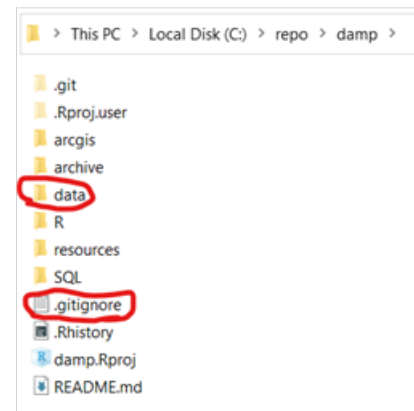 > This PC > Local Disk (C:) > repo > damp >
.git
.Rproj.user
arcgis
archive
data
R
resources
SQL
.gitignore
.Rhistory
damp.Rproj
README.md